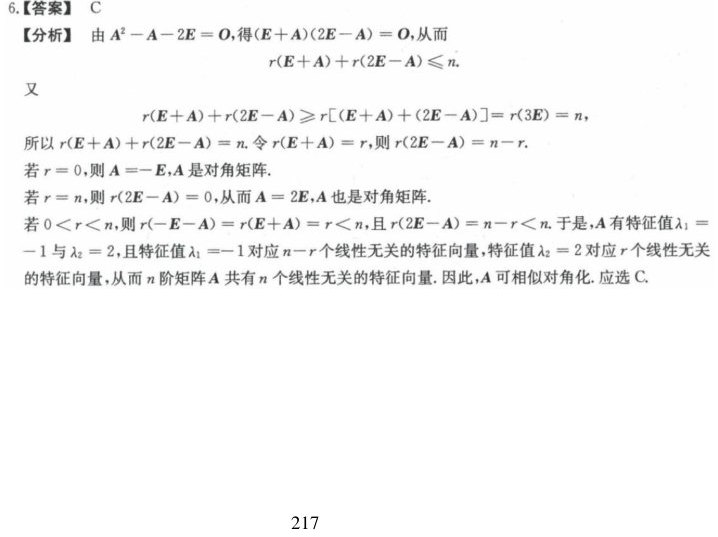 6.【答案】 C
【分析】 由 A² − A − 2E = O,得(E + A)(2E − A) = O,从而
r(E + A) + r(2E − A) ⩽ n.
又
r(E + A) + r(2E − A) ⩾ r[(E + A) + (2E − A)] = r(3E) = n,
所以 r(E + A) + r(2E − A) = n. 令 r(E + A) = r,则 r(2E − A) = n − r.
若 r = 0,则 A = − E,A 是对角矩阵.
若 r = n,则 r(2E − A) = 0,从而 A = 2E,A 也是对角矩阵.
若 0 < r < n,则 r(− E − A) = r(E + A) = r < n,且 r(2E − A) = n − r < n. 于是,A 有特征值 λ₁ =
− 1 与 λ₂ = 2,且特征值 λ₁ = − 1 对应 n − r 个线性无关的特征向量,特征值 λ₂ = 2 对应 r 个线性无关
的特征向量,从而 n 阶矩阵 A 共有 n 个线性无关的特征向量. 因此,A 可相似对角化. 应选 C.
217